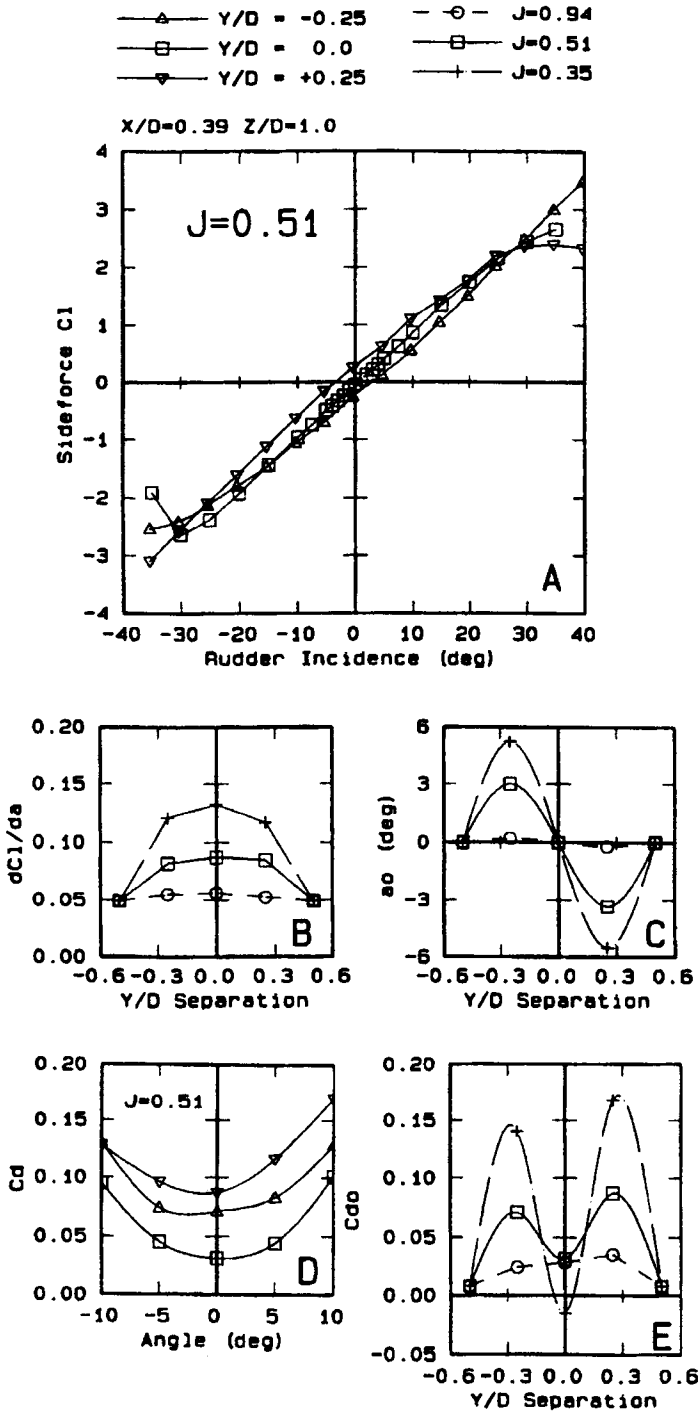 Y/D = -0.25
Y/D = 0.0
Y/D = +0.25
J=0.94
J=0.51
J=0.35
X/D=0.39 Z/D=1.0
J=0.51
Sideforce Cl
4
3
2
1
0
-1
-2
-3
-4
A
-40 -30 -20 -10 0 10 20 30 40
Rudder Incidence (deg)
dCl/da
0.20
0.15
0.10
0.05
0.00
B
-0.6 -0.3 0.0 0.3 0.6
Y/D Separation
ao (deg)
6
3
0
-3
-6
C
-0.6 -0.3 0.0 0.3 0.6
Y/D Separation
J=0.51
Cd
0.20
0.15
0.10
0.05
0.00
D
-10 -5 0 5 10
Angle (deg)
Cdo
0.20
0.15
0.10
0.05
0.00
-0.05
E
-0.6 -0.3 0.0 0.3 0.6
Y/D Separation